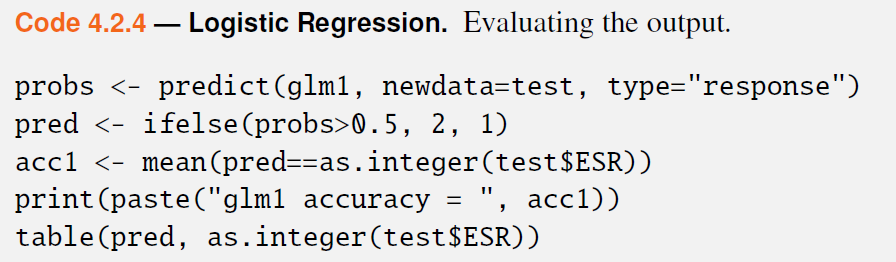 Code 4.2.4 — Logistic Regression. Evaluating the output.
probs <- predict(glm1, newdata=test, type="response")
pred <- ifelse(probs>0.5, 2, 1)
acc1 <- mean(pred==as.integer(test$ESR))
print(paste("glm1 accuracy = ", acc1))
table(pred, as.integer(test$ESR))